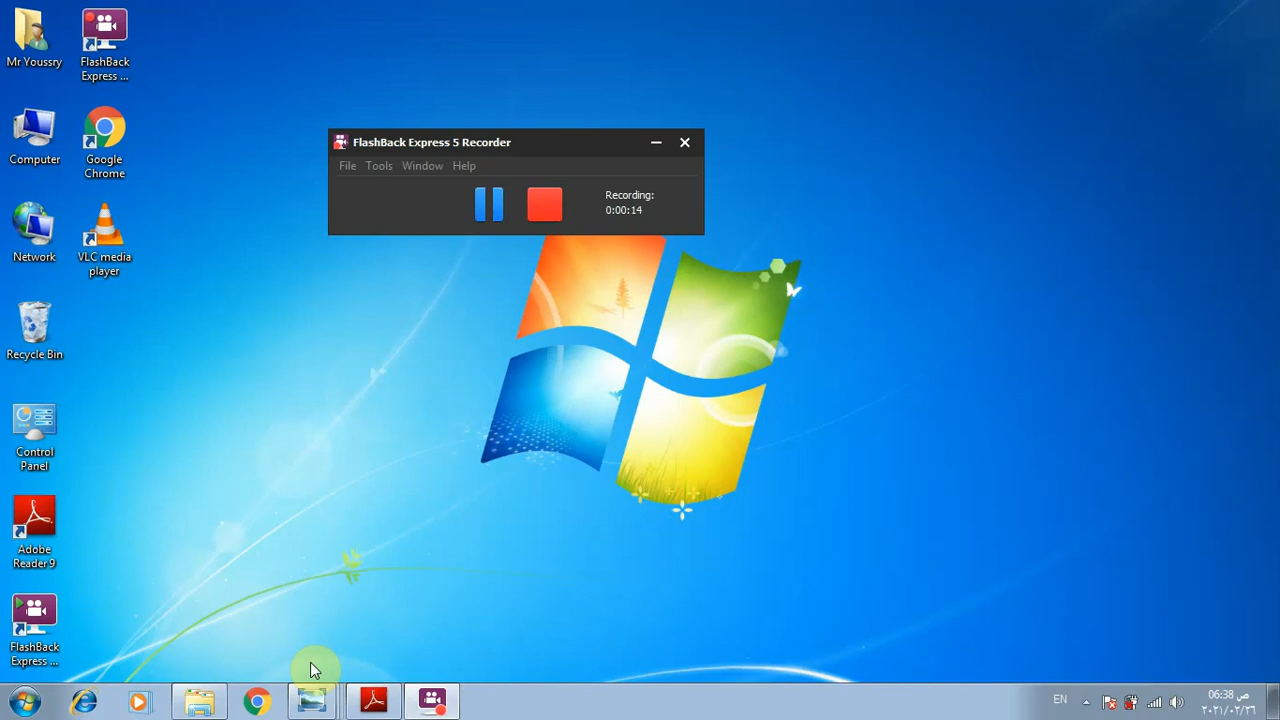 Mr Youssry
FlashBack
Express ...
Computer
Google
Chrome
Network
VLC media
player
Recycle Bin
Control
Panel
Adobe
Reader 9
FlashBack
Express ...
FlashBack Express 5 Recorder
File Tools Window Help
Recording:
0:00:14
EN
06:38 ص
٢٠٢١/٠٢/٢٦